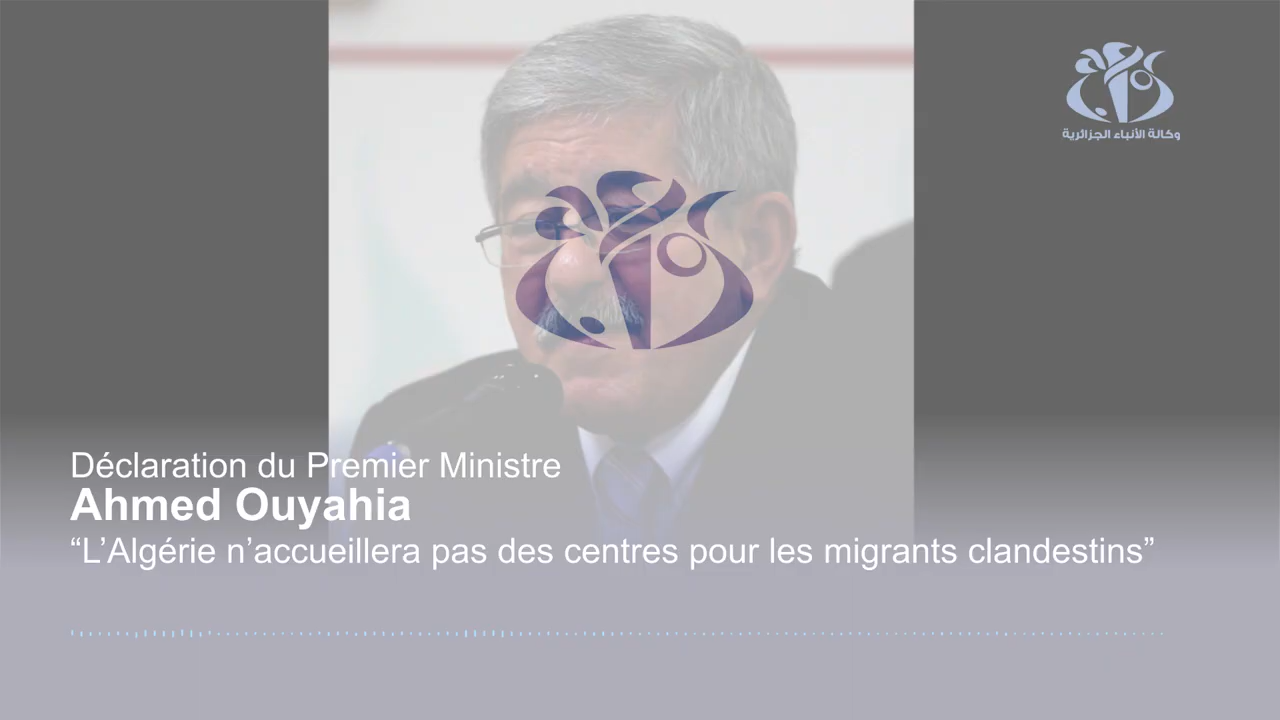 وكالة الأنباء الجزائرية
Déclaration du Premier Ministre
Ahmed Ouyahia
“L’Algérie n’accueillera pas des centres pour les migrants clandestins”